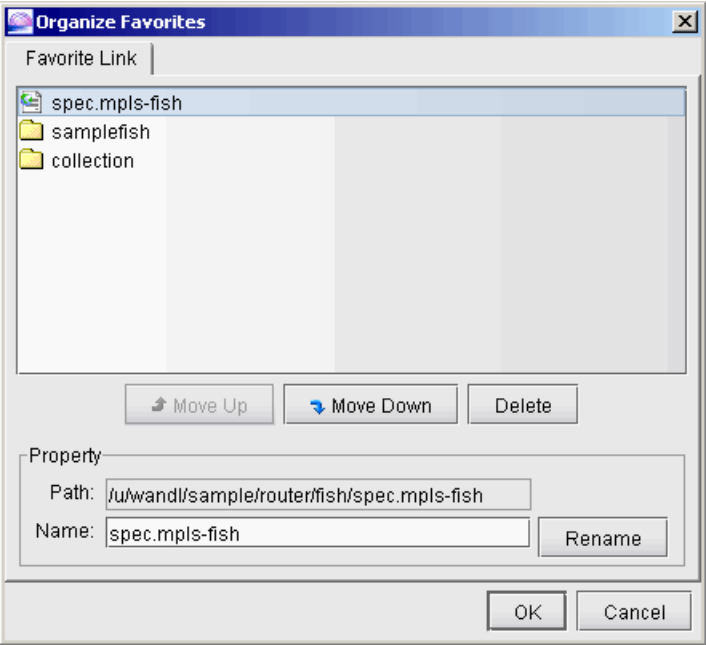 Organize Favorites
Favorite Link
spec.mpls-fish
samplefish
collection
Move Up
Move Down
Delete
Property
Path: /u/wandl/sample/router/fish/spec.mpls-fish
Name: spec.mpls-fish
Rename
OK
Cancel